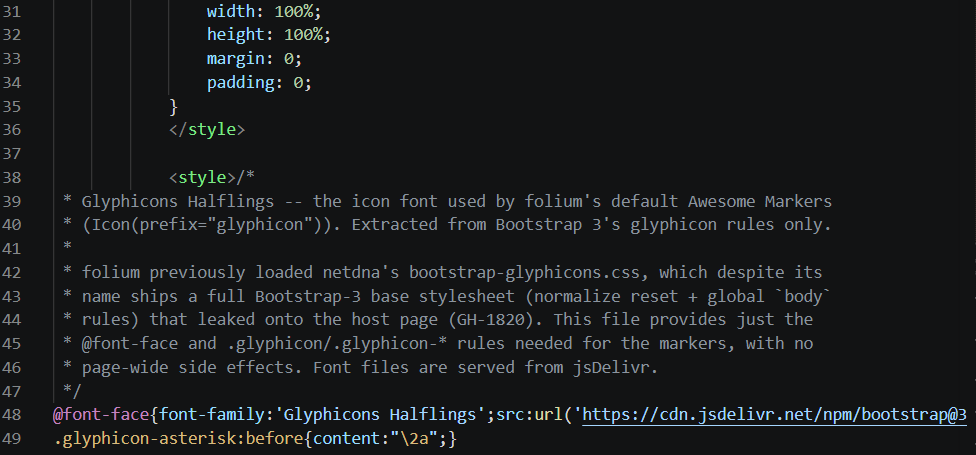 31 width: 100%;
32 height: 100%;
33 margin: 0;
34 padding: 0;
35 }
36 </style>
37
38 <style>/*
39 * Glyphicons Halflings -- the icon font used by folium's default Awesome Markers
40 * (Icon(prefix="glyphicon")). Extracted from Bootstrap 3's glyphicon rules only.
41 *
42 * folium previously loaded netdna's bootstrap-glyphicons.css, which despite its
43 * name ships a full Bootstrap-3 base stylesheet (normalize reset + global `body`
44 * rules) that leaked onto the host page (GH-1820). This file provides just the
45 * @font-face and .glyphicon/.glyphicon-* rules needed for the markers, with no
46 * page-wide side effects. Font files are served from jsDelivr.
47 */
48 @font-face{font-family:'Glyphicons Halflings';src:url('https://cdn.jsdelivr.net/npm/bootstrap@3
49 .glyphicon-asterisk:before{content:"\2a";}